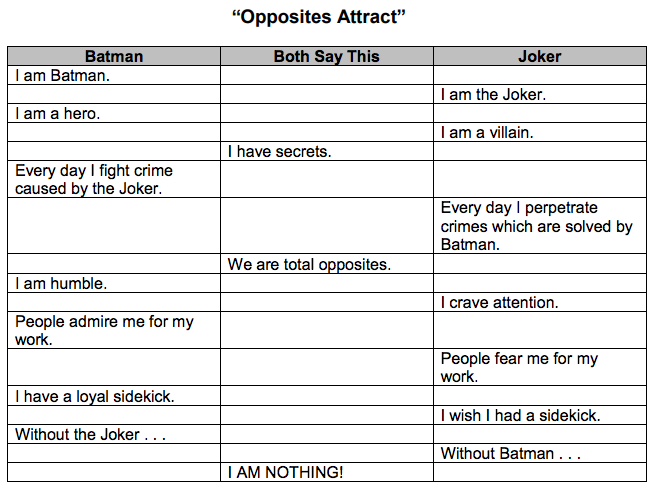 “Opposites Attract”
Batman Both Say This Joker
I am Batman.
I am the Joker.
I am a hero.
I am a villain.
I have secrets.
Every day I fight crime
caused by the Joker.
Every day I perpetrate
crimes which are solved by
Batman.
We are total opposites.
I am humble.
I crave attention.
People admire me for my
work.
People fear me for my
work.
I have a loyal sidekick.
I wish I had a sidekick.
Without the Joker . . .
Without Batman . . .
I AM NOTHING!